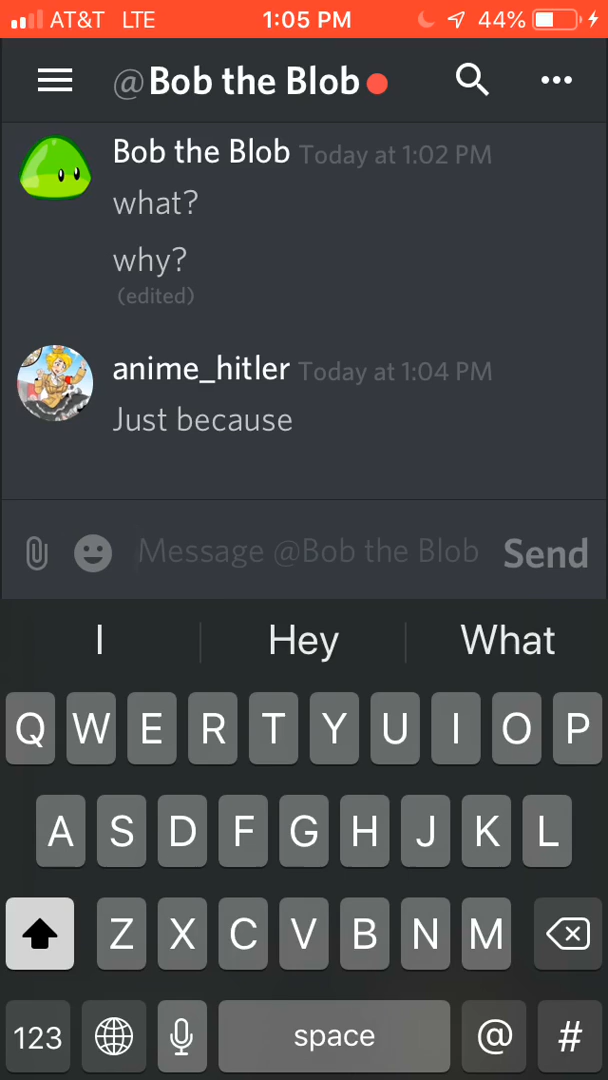 AT&T LTE 1:05 PM 44%
@Bob the Blob
Bob the Blob Today at 1:02 PM
what?
why?
(edited)
anime_hitler Today at 1:04 PM
Just because
Message @Bob the Blob Send
I Hey What
Q W E R T Y U I O P
A S D F G H J K L
Z X C V B N M
123 space @ #